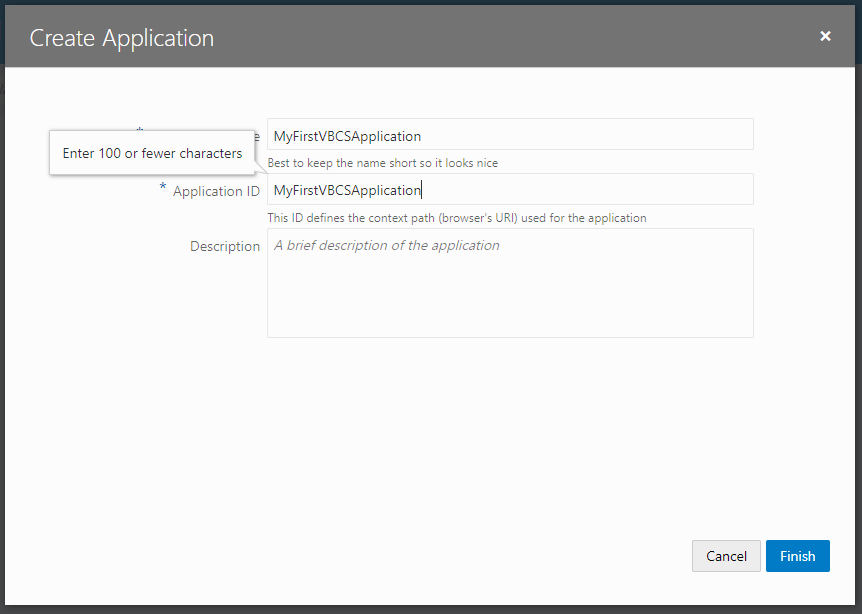 Create Application
×
*
MyFirstVBCSApplication
Enter 100 or fewer characters
Best to keep the name short so it looks nice
* Application ID
MyFirstVBCSApplication
This ID defines the context path (browser's URI) used for the application
Description
A brief description of the application
Cancel
Finish